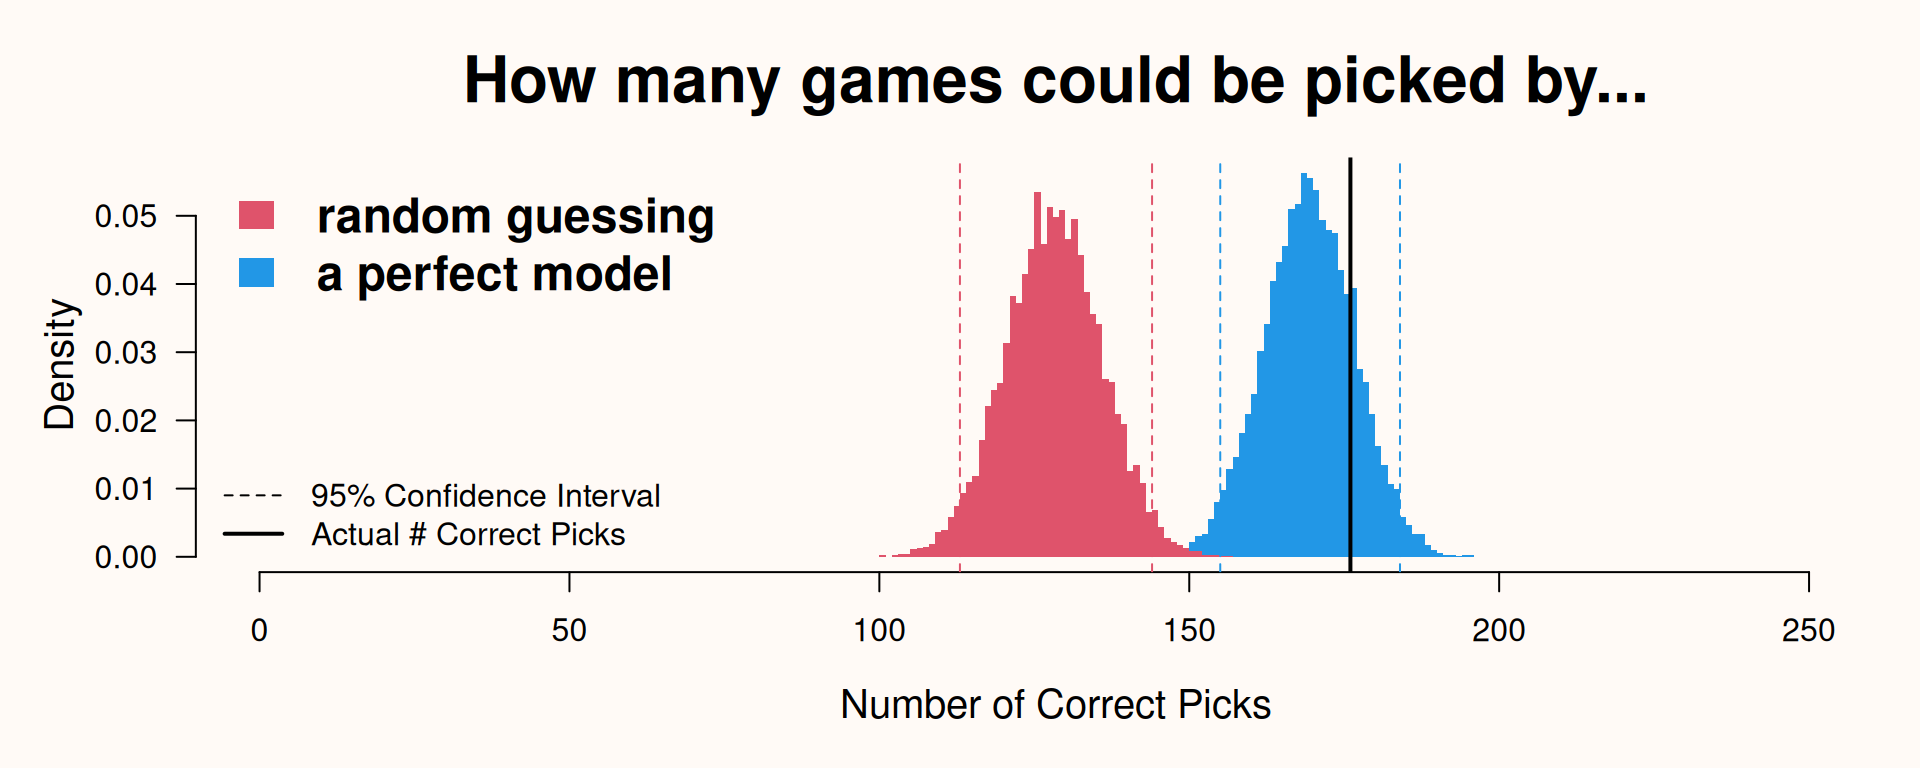 How many games could be picked by...
random guessing
a perfect model
0.05
0.04
0.03
0.02
0.01
0.00
Density
95% Confidence Interval
Actual # Correct Picks
0 50 100 150 200 250
Number of Correct Picks